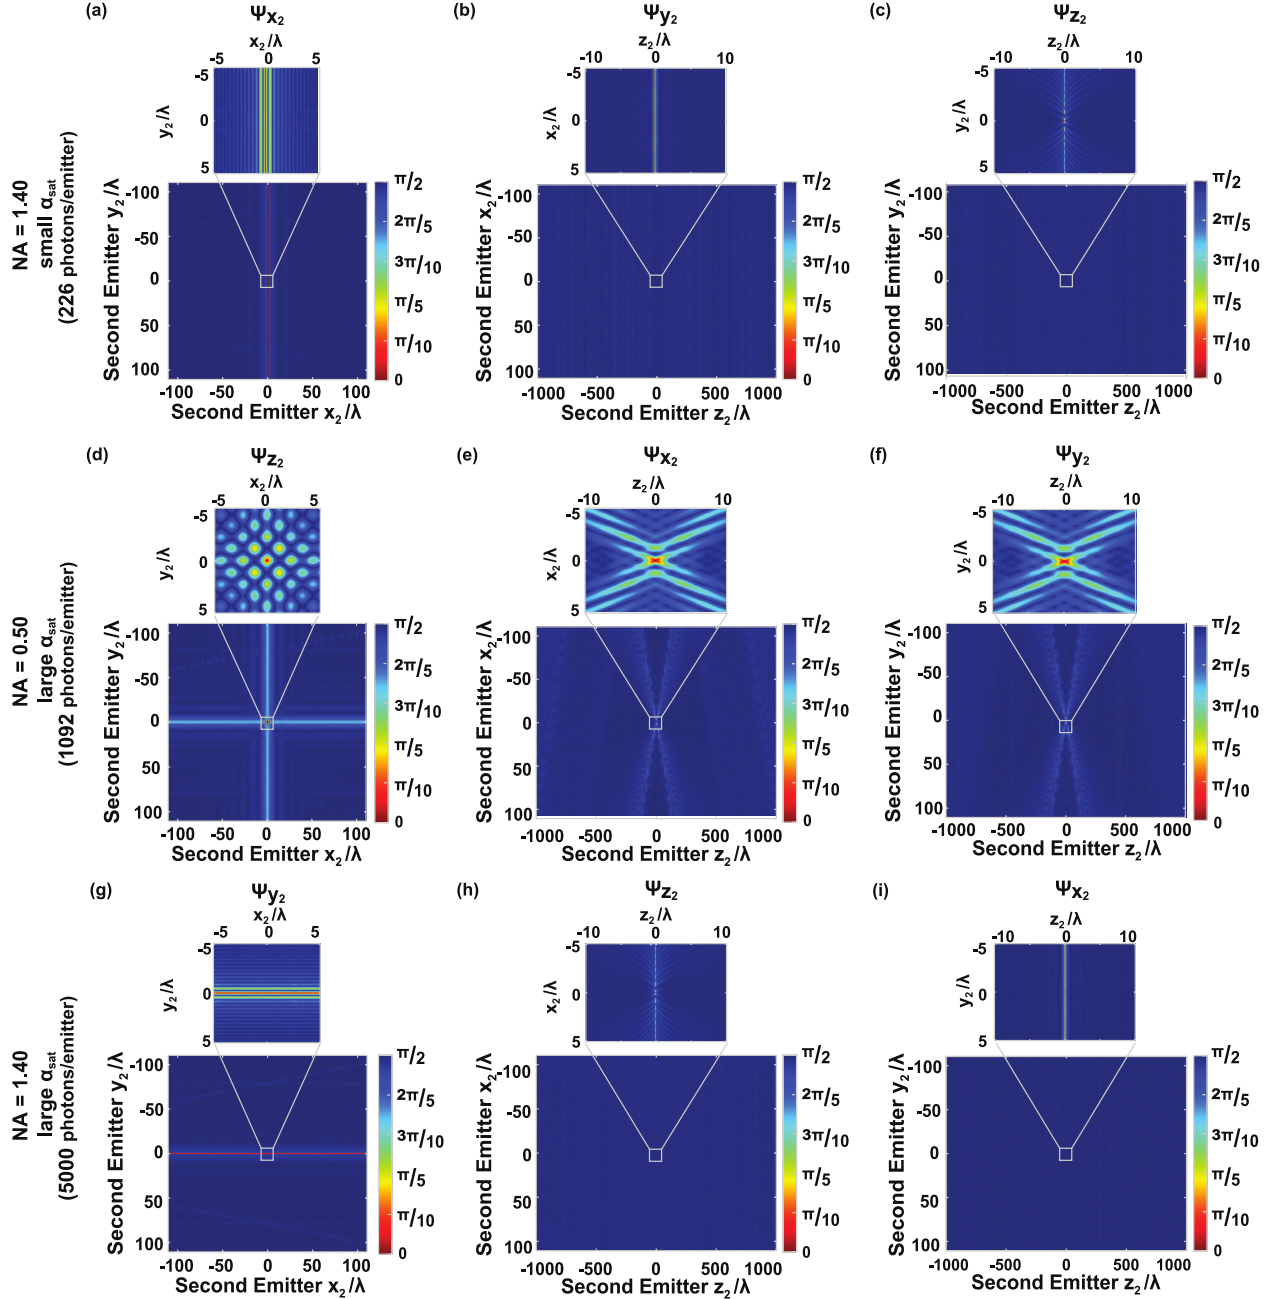 (a)
Ψx₂
x₂/λ
-5 0 5
-5
0
5
y₂/λ
NA = 1.40
small αsat
(226 photons/emitter)
-100
-50
0
50
100
Second Emitter y₂/λ
-100 -50 0 50 100
Second Emitter x₂/λ
π/2
2π/5
3π/10
π/5
π/10
0
(b)
Ψy₂
z₂/λ
-10 0 10
-5
0
5
x₂/λ
-100
-50
0
50
100
Second Emitter x₂/λ
-1000 -500 0 500 1000
Second Emitter z₂/λ
π/2
2π/5
3π/10
π/5
π/10
0
(c)
Ψz₂
z₂/λ
-10 0 10
-5
0
5
y₂/λ
-100
-50
0
50
100
Second Emitter y₂/λ
-1000 -500 0 500 1000
Second Emitter z₂/λ
π/2
2π/5
3π/10
π/5
π/10
0
(d)
Ψz₂
x₂/λ
-5 0 5
-5
0
5
y₂/λ
NA = 0.50
large αsat
(1092 photons/emitter)
-100
-50
0
50
100
Second Emitter y₂/λ
-100 -50 0 50 100
Second Emitter x₂/λ
π/2
2π/5
3π/10
π/5
π/10
0
(e)
Ψx₂
z₂/λ
-10 0 10
-5
0
5
x₂/λ
-100
-50
0
50
100
Second Emitter x₂/λ
-1000 -500 0 500 1000
Second Emitter z₂/λ
π/2
2π/5
3π/10
π/5
π/10
0
(f)
Ψy₂
z₂/λ
-10 0 10
-5
0
5
y₂/λ
-100
-50
0
50
100
Second Emitter y₂/λ
-1000 -500 0 500 1000
Second Emitter z₂/λ
π/2
2π/5
3π/10
π/5
π/10
0
(g)
Ψy₂
x₂/λ
-5 0 5
-5
0
5
y₂/λ
NA = 1.40
large αsat
(5000 photons/emitter)
-100
-50
0
50
100
Second Emitter y₂/λ
-100 -50 0 50 100
Second Emitter x₂/λ
π/2
2π/5
3π/10
π/5
π/10
0
(h)
Ψz₂
z₂/λ
-10 0 10
-5
0
5
x₂/λ
-100
-50
0
50
100
Second Emitter x₂/λ
-1000 -500 0 500 1000
Second Emitter z₂/λ
π/2
2π/5
3π/10
π/5
π/10
0
(i)
Ψx₂
z₂/λ
-10 0 10
-5
0
5
y₂/λ
-100
-50
0
50
100
Second Emitter y₂/λ
-1000 -500 0 500 1000
Second Emitter z₂/λ
π/2
2π/5
3π/10
π/5
π/10
0